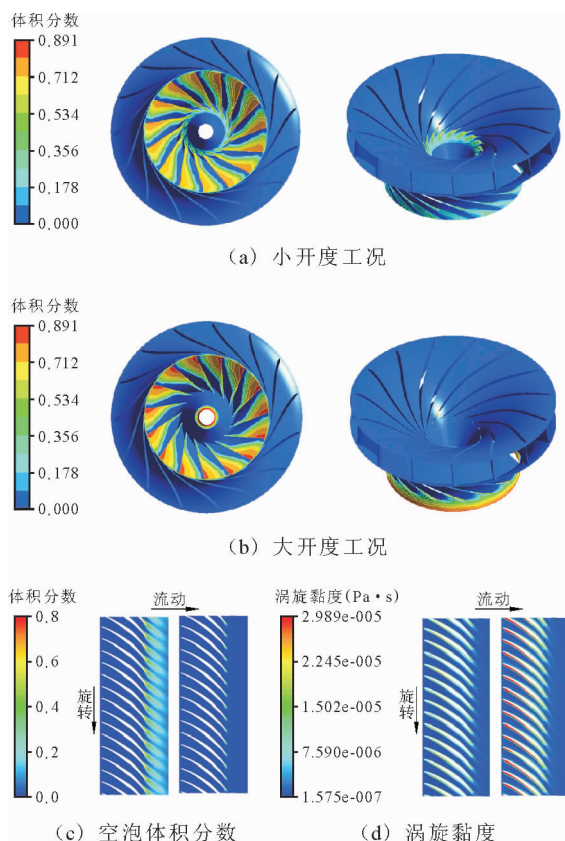 体积分数
0.891
0.712
0.534
0.356
0.178
0.000
(a) 小开度工况
体积分数
0.891
0.712
0.534
0.356
0.178
0.000
(b) 大开度工况
体积分数
0.8
0.6
0.4
0.2
0.0
流动
旋转
(c) 空泡体积分数
涡旋黏度(Pa·s)
2.989e-005
2.245e-005
1.502e-005
7.590e-006
1.575e-007
流动
旋转
(d) 涡旋黏度